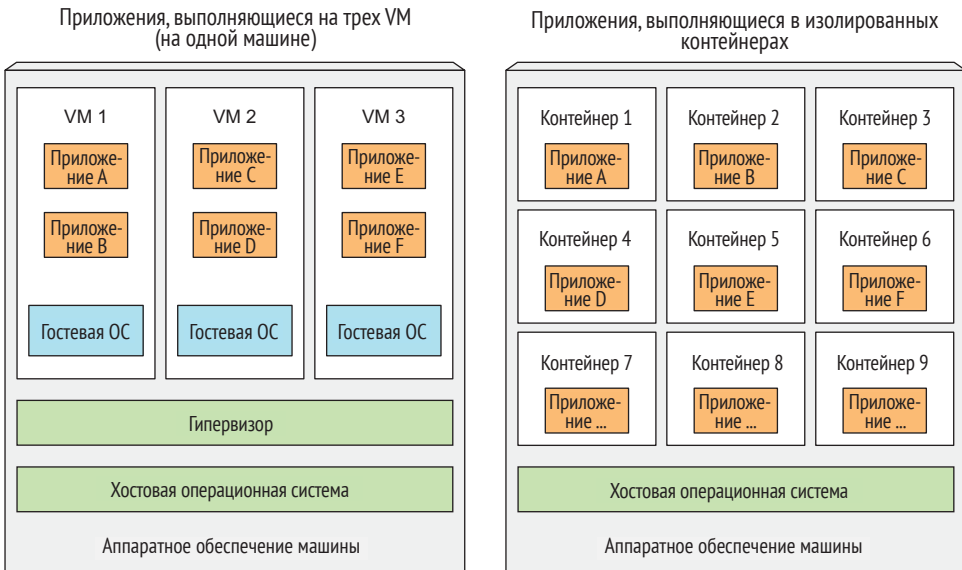 Приложения, выполняющиеся на трех VM
(на одной машине)
VM 1
VM 2
VM 3
Приложе-
ние A
Приложе-
ние C
Приложе-
ние E
Приложе-
ние B
Приложе-
ние D
Приложе-
ние F
Гостевая ОС
Гостевая ОС
Гостевая ОС
Гипервизор
Хостовая операционная система
Аппаратное обеспечение машины
Приложения, выполняющиеся в изолированных
контейнерах
Контейнер 1
Контейнер 2
Контейнер 3
Приложе-
ние A
Приложе-
ние B
Приложе-
ние C
Контейнер 4
Контейнер 5
Контейнер 6
Приложе-
ние D
Приложе-
ние E
Приложе-
ние F
Контейнер 7
Контейнер 8
Контейнер 9
Приложе-
ние ...
Приложе-
ние ...
Приложе-
ние ...
Хостовая операционная система
Аппаратное обеспечение машины